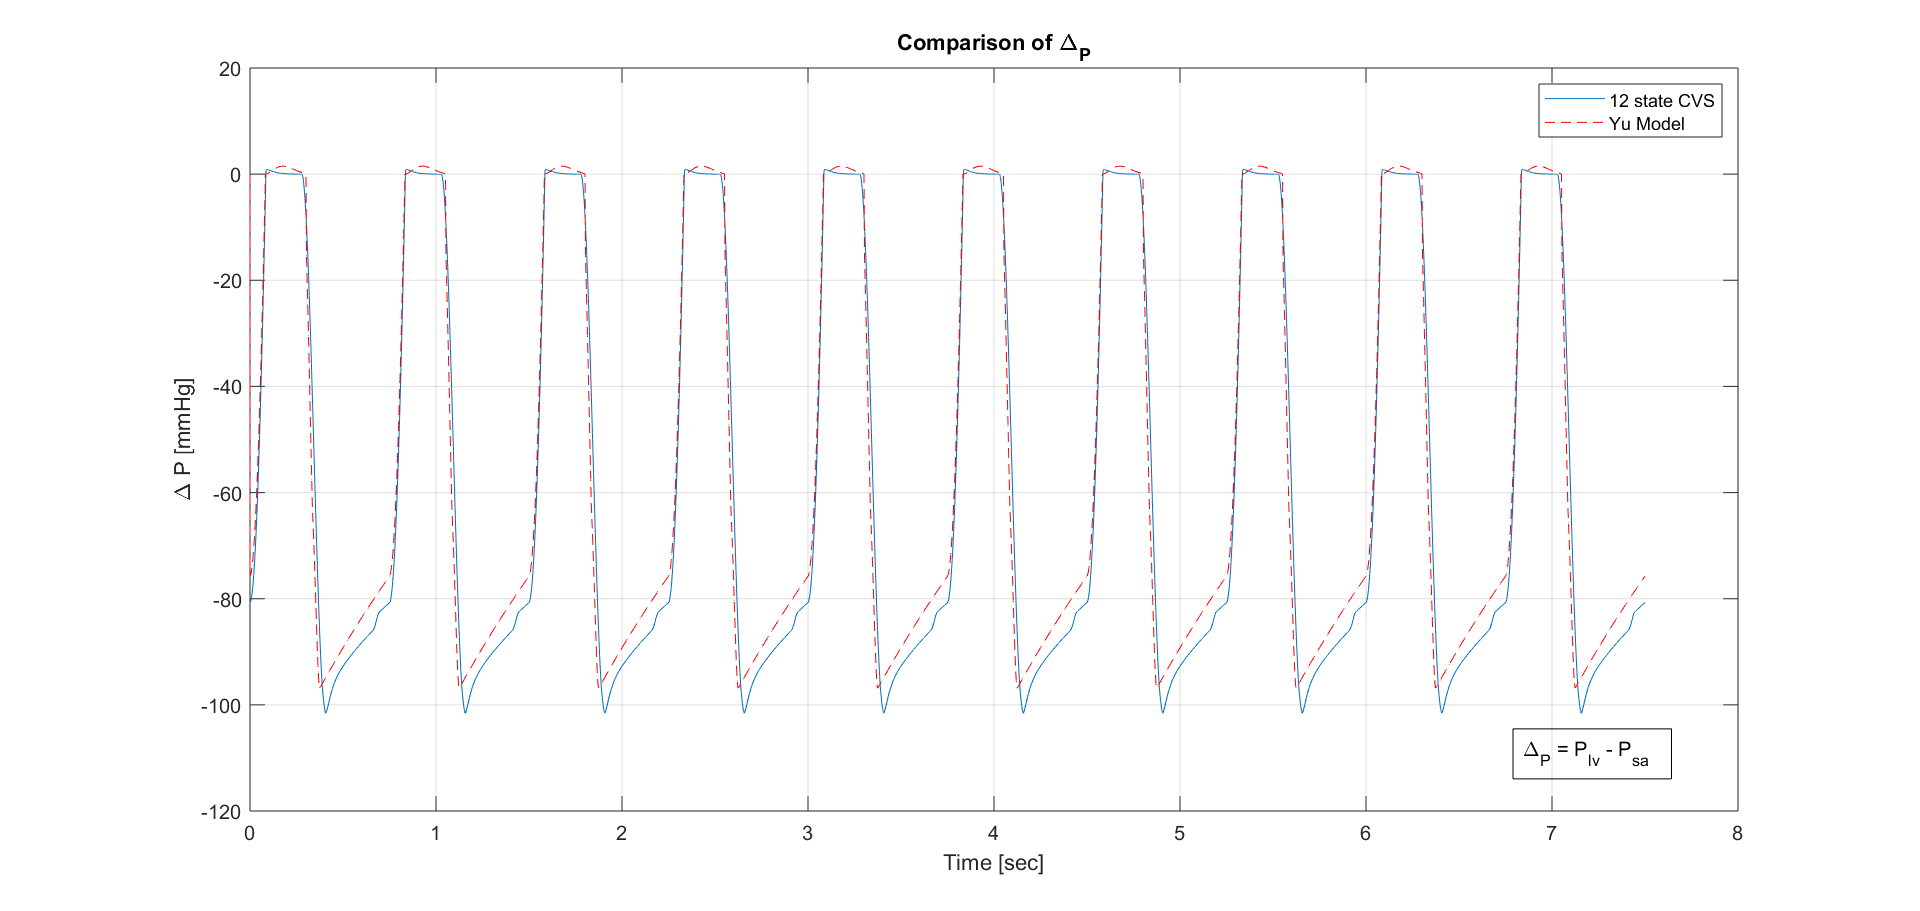 Comparison of Δ_P
20
0
-20
-40
-60
-80
-100
-120
Δ P [mmHg]
12 state CVS
Yu Model
Δ_P = P_lv - P_sa
0 1 2 3 4 5 6 7 8
Time [sec]